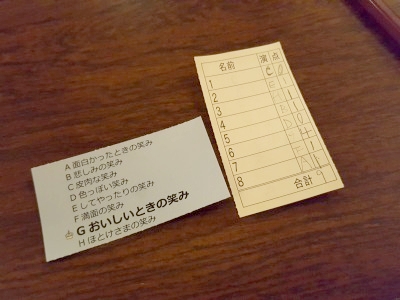 A 面白かったときの笑み
B 悲しみの笑み
C 皮肉な笑み
D 色っぽい笑み
E してやったりの笑み
F 満面の笑み
G おいしいときの笑み
H ほとけさまの笑み
名前 演 点
1 C
2
3
4
5
6
7
8
合計